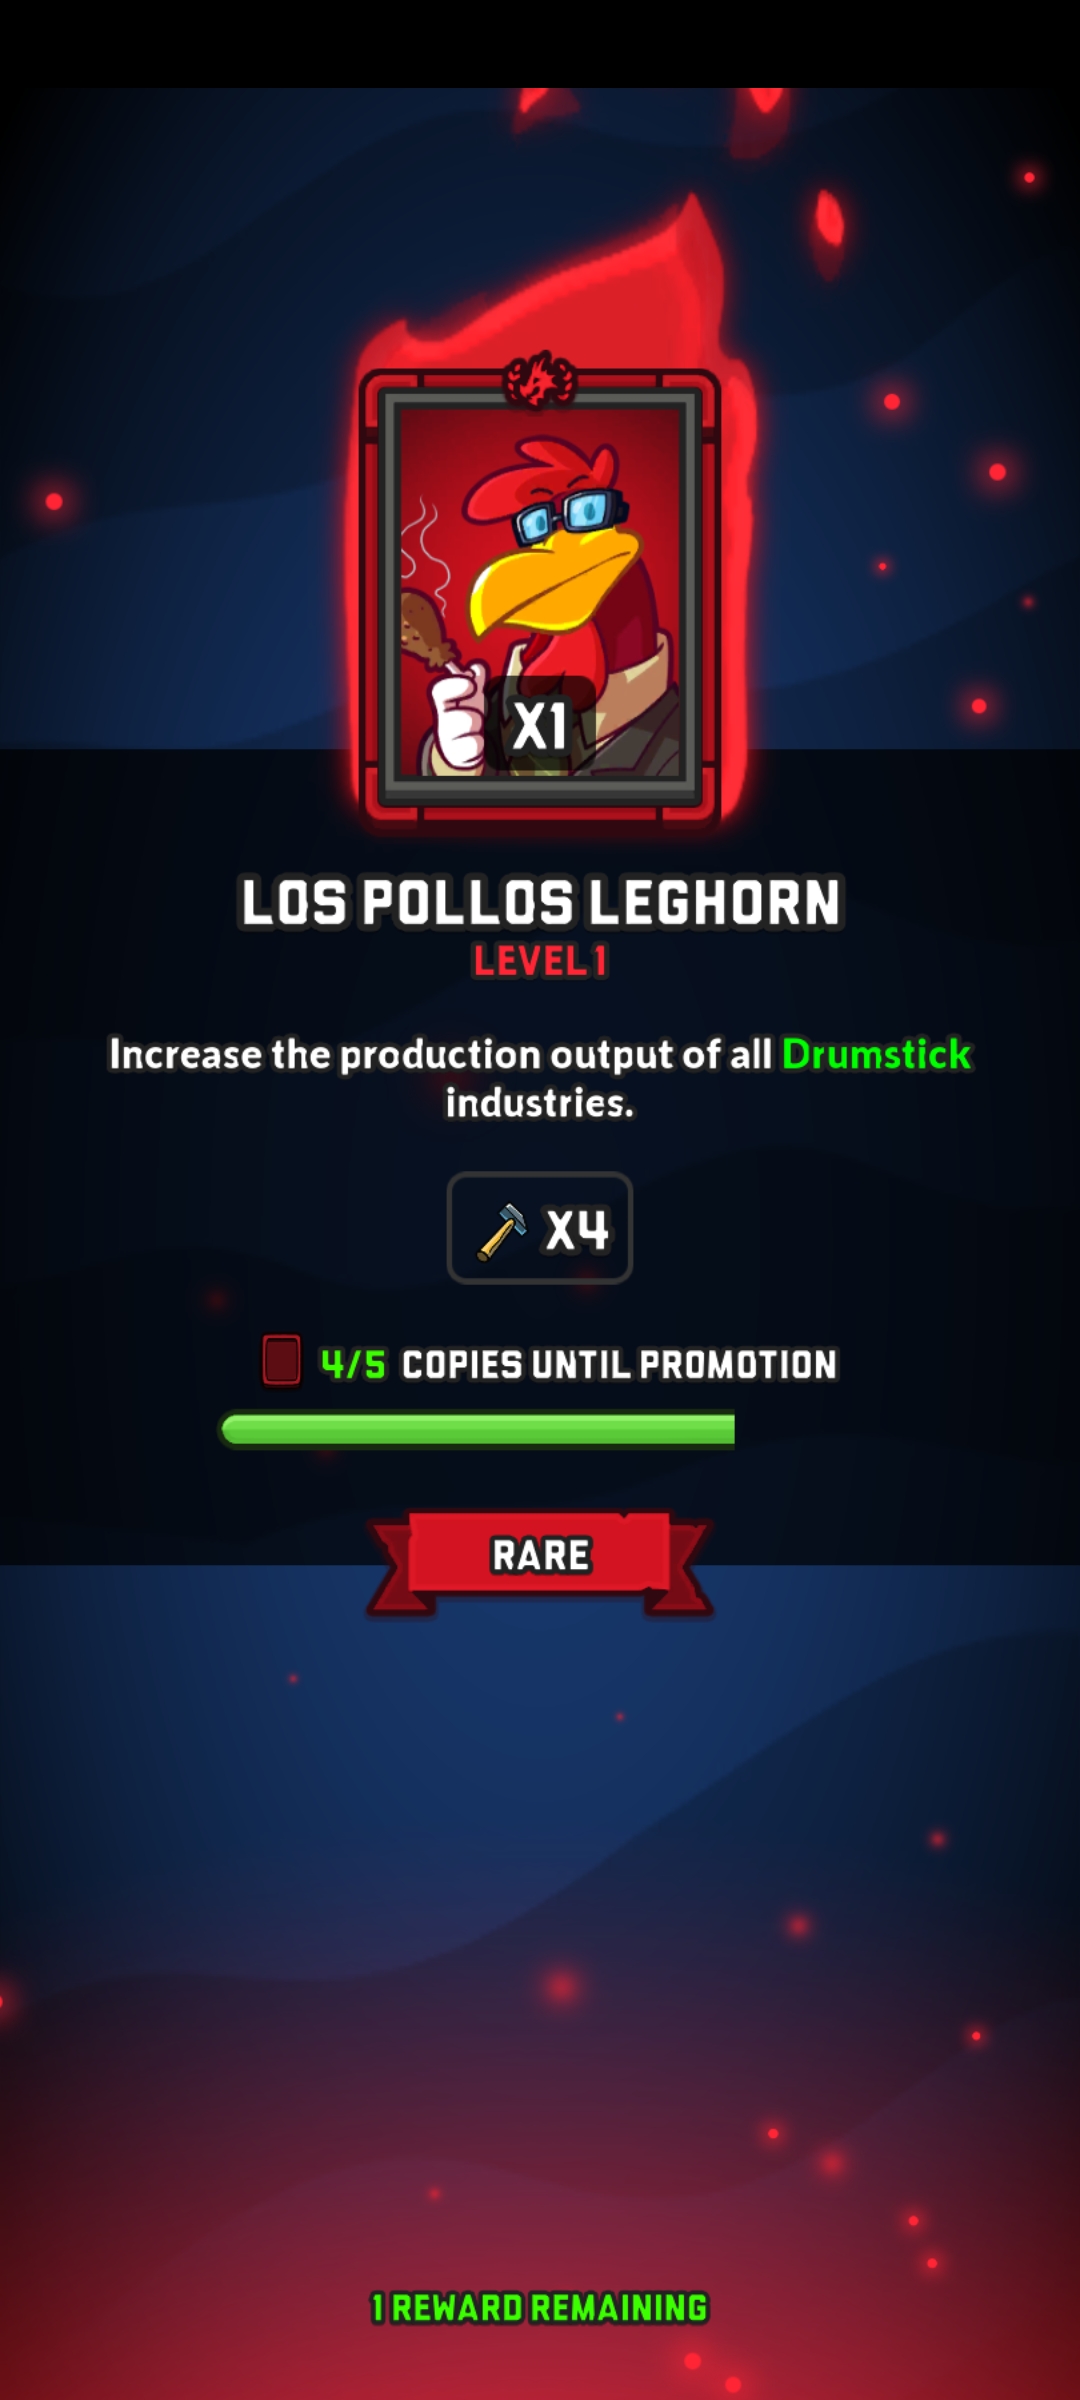 X1
LOS POLLOS LEGHORN
LEVEL 1
Increase the production output of all Drumstick
industries.
X4
4/5 COPIES UNTIL PROMOTION
RARE
1 REWARD REMAINING